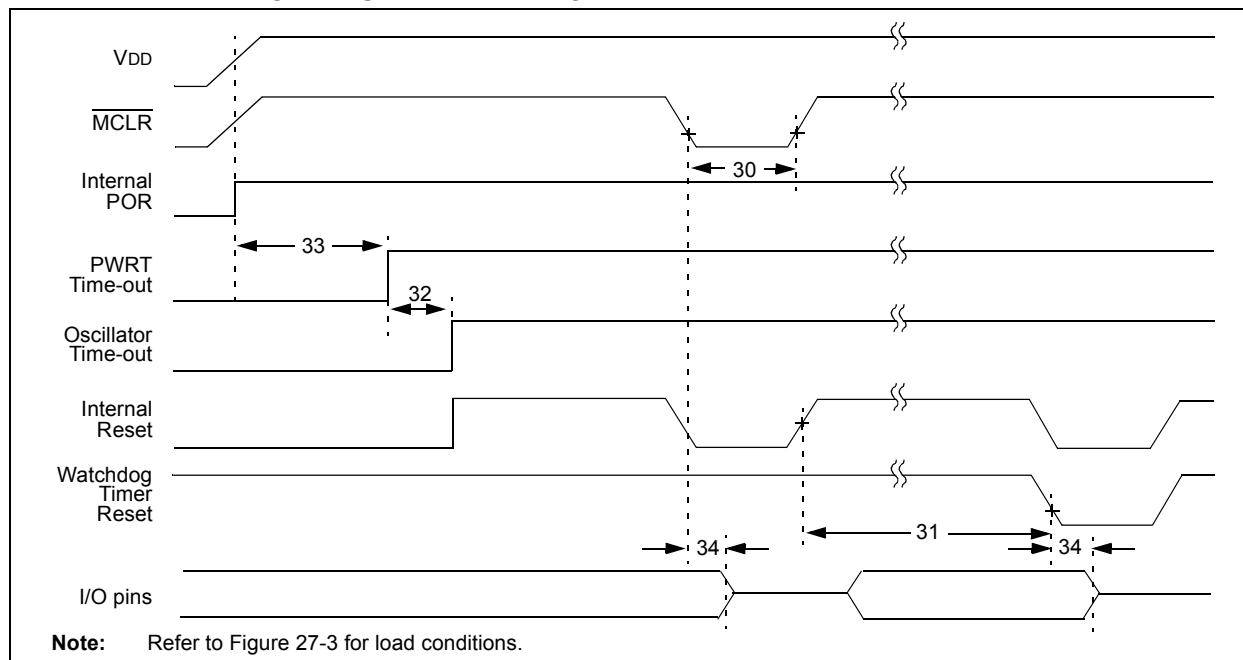 VDD
MCLR
30
Internal
POR
33
PWRT
Time-out
32
Oscillator
Time-out
Internal
Reset
Watchdog
Timer
Reset
31
34
34
I/O pins
Note: Refer to Figure 27-3 for load conditions.